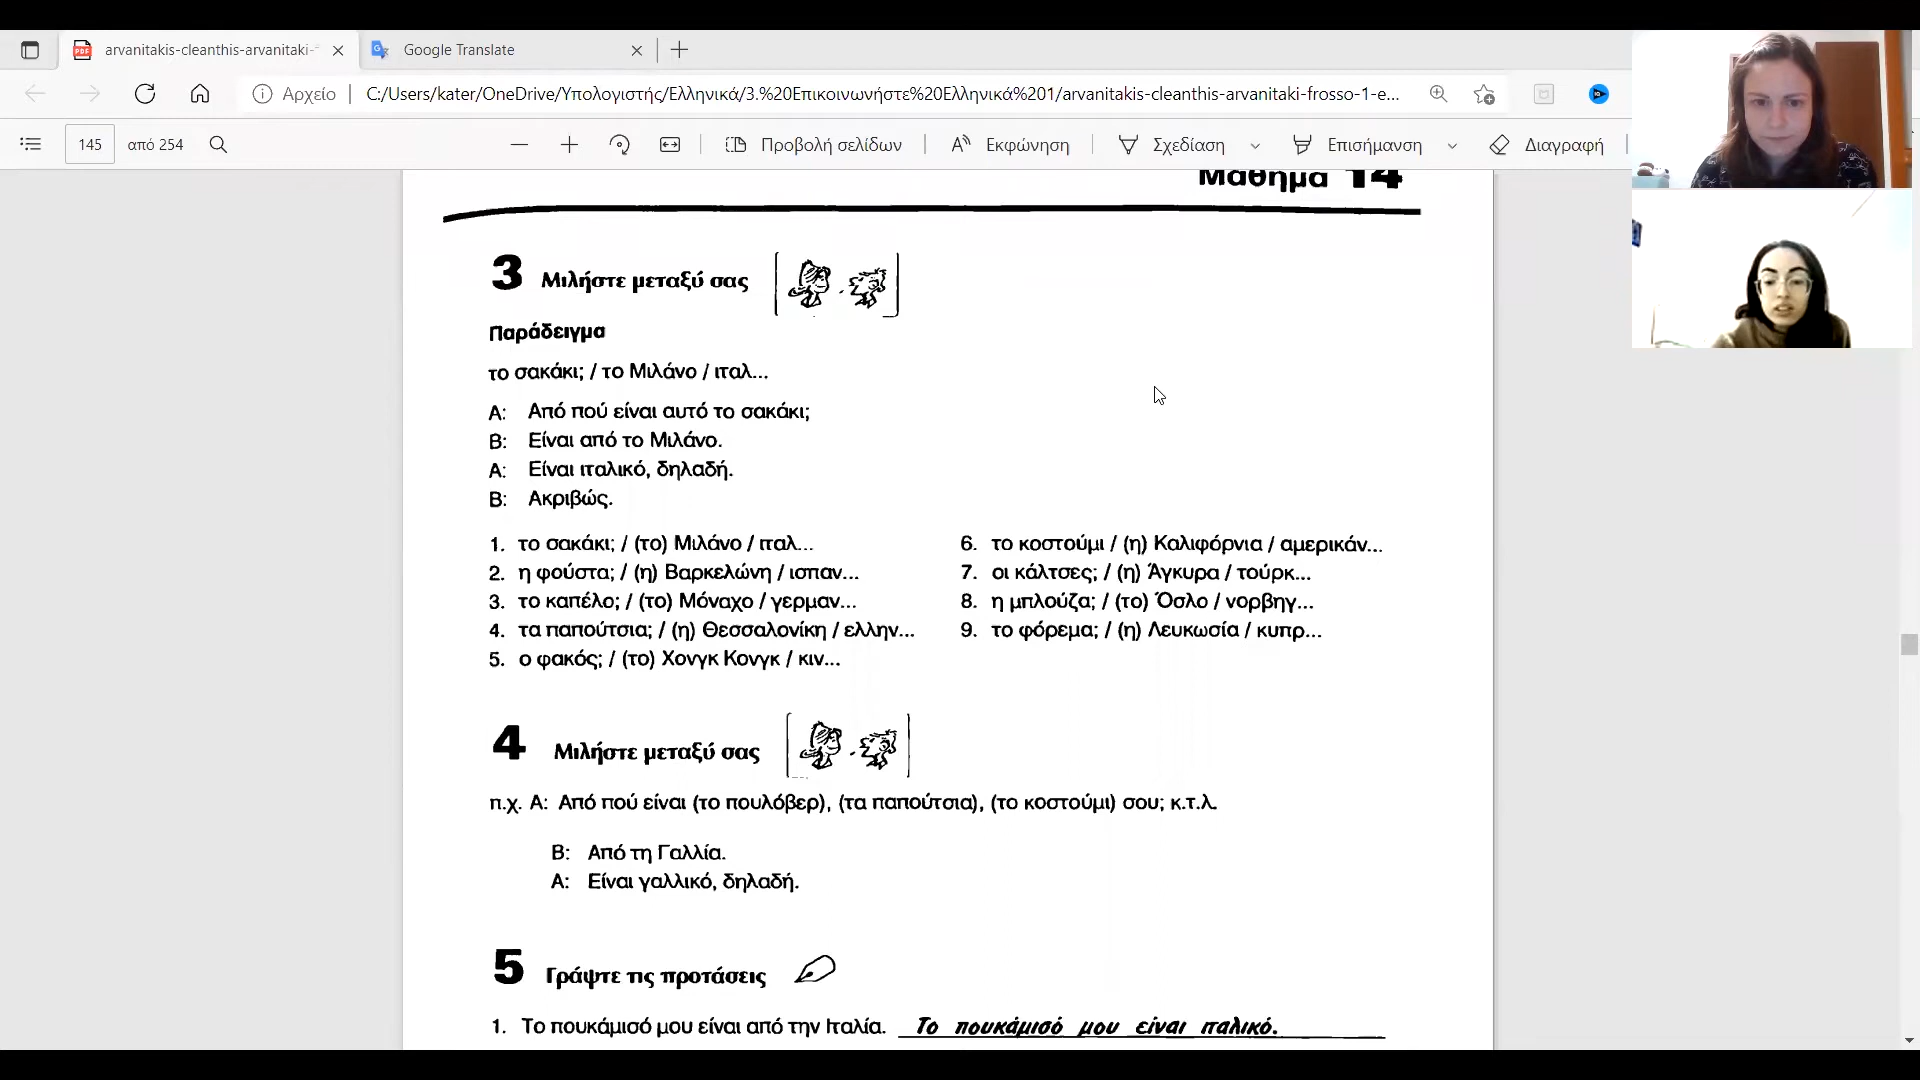 arvanitakis-cleanthis-arvanitaki-
Google Translate
Αρχείο | C:/Users/kater/OneDrive/Υπολογιστής/Ελληνικά/3.%20Επικοινωνήστε%20Ελληνικά%201/arvanitakis-cleanthis-arvanitaki-frosso-1-e...
145 από 254 Προβολή σελίδων Εκφώνηση Σχεδίαση Επισήμανση Διαγραφή
Μάθημα 14
3 Μιλήστε μεταξύ σας
Παράδειγμα
το σακάκι; / το Μιλάνο / ιταλ...
Α: Από πού είναι αυτό το σακάκι;
Β: Είναι από το Μιλάνο.
Α: Είναι ιταλικό, δηλαδή.
Β: Ακριβώς.
1. το σακάκι; / (το) Μιλάνο / ιταλ...
2. η φούστα; / (η) Βαρκελώνη / ισπαν...
3. το καπέλο; / (το) Μόναχο / γερμαν...
4. τα παπούτσια; / (η) Θεσσαλονίκη / ελλην...
5. ο φακός; / (το) Χονγκ Κονγκ / κιν...
6. το κοστούμι / (η) Καλιφόρνια / αμερικάν...
7. οι κάλτσες; / (η) Άγκυρα / τούρκ...
8. η μπλούζα; / (το) Όσλο / νορβηγ...
9. το φόρεμα; / (η) Λευκωσία / κυπρ...
4 Μιλήστε μεταξύ σας
π.χ. Α: Από πού είναι (το πουλόβερ), (τα παπούτσια), (το κοστούμι) σου; κ.τ.λ.
Β: Από τη Γαλλία.
Α: Είναι γαλλικό, δηλαδή.
5 Γράψτε τις προτάσεις
1. Το πουκάμισό μου είναι από την Ιταλία. Το πουκάμισό μου είναι ιταλικό.